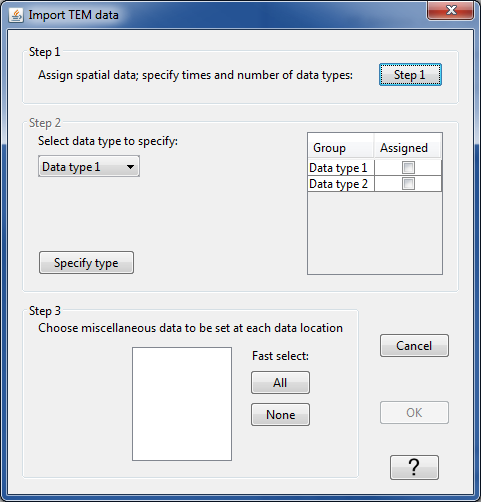 Import TEM data
Step 1
Assign spatial data; specify times and number of data types:
Step 1
Step 2
Select data type to specify:
Data type 1
Group Assigned
Data type 1
Data type 2
Specify type
Step 3
Choose miscellaneous data to be set at each data location
Fast select:
All
None
Cancel
OK
?